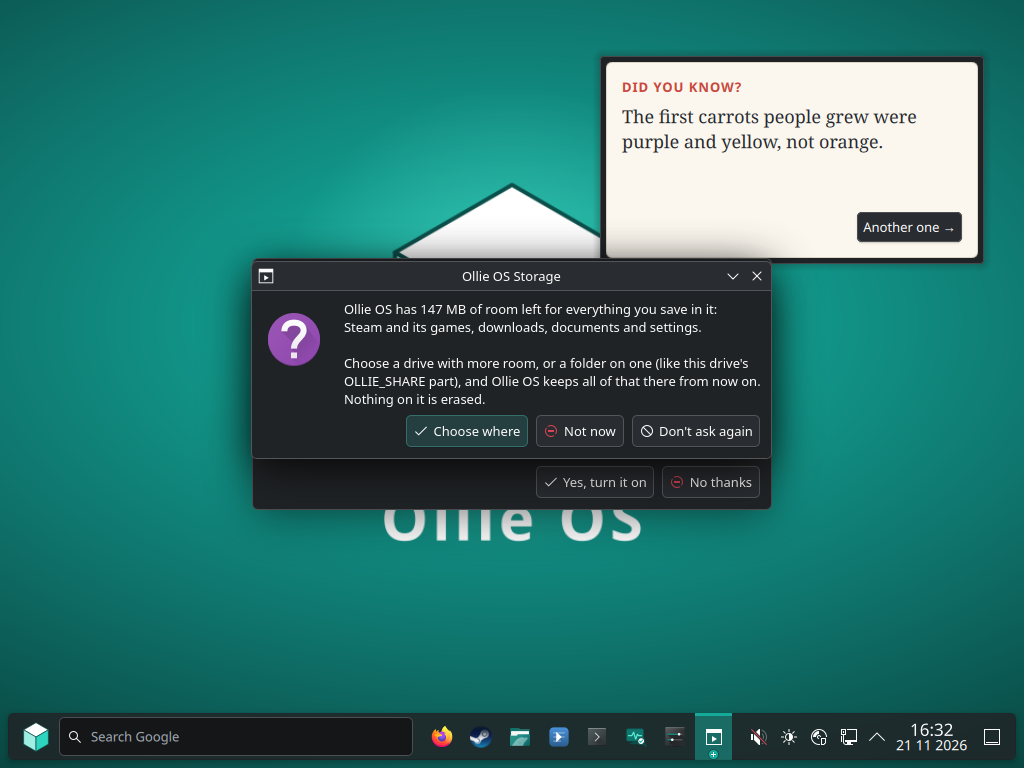 DID YOU KNOW?
The first carrots people grew were
purple and yellow, not orange.
Another one →
Ollie OS Storage
Ollie OS has 147 MB of room left for everything you save in it:
Steam and its games, downloads, documents and settings.
Choose a drive with more room, or a folder on one (like this drive's
OLLIE_SHARE part), and Ollie OS keeps all of that there from now on.
Nothing on it is erased.
Choose where
Not now
Don't ask again
Yes, turn it on
No thanks
Ollie OS
Search Google
16:32
21 11 2026